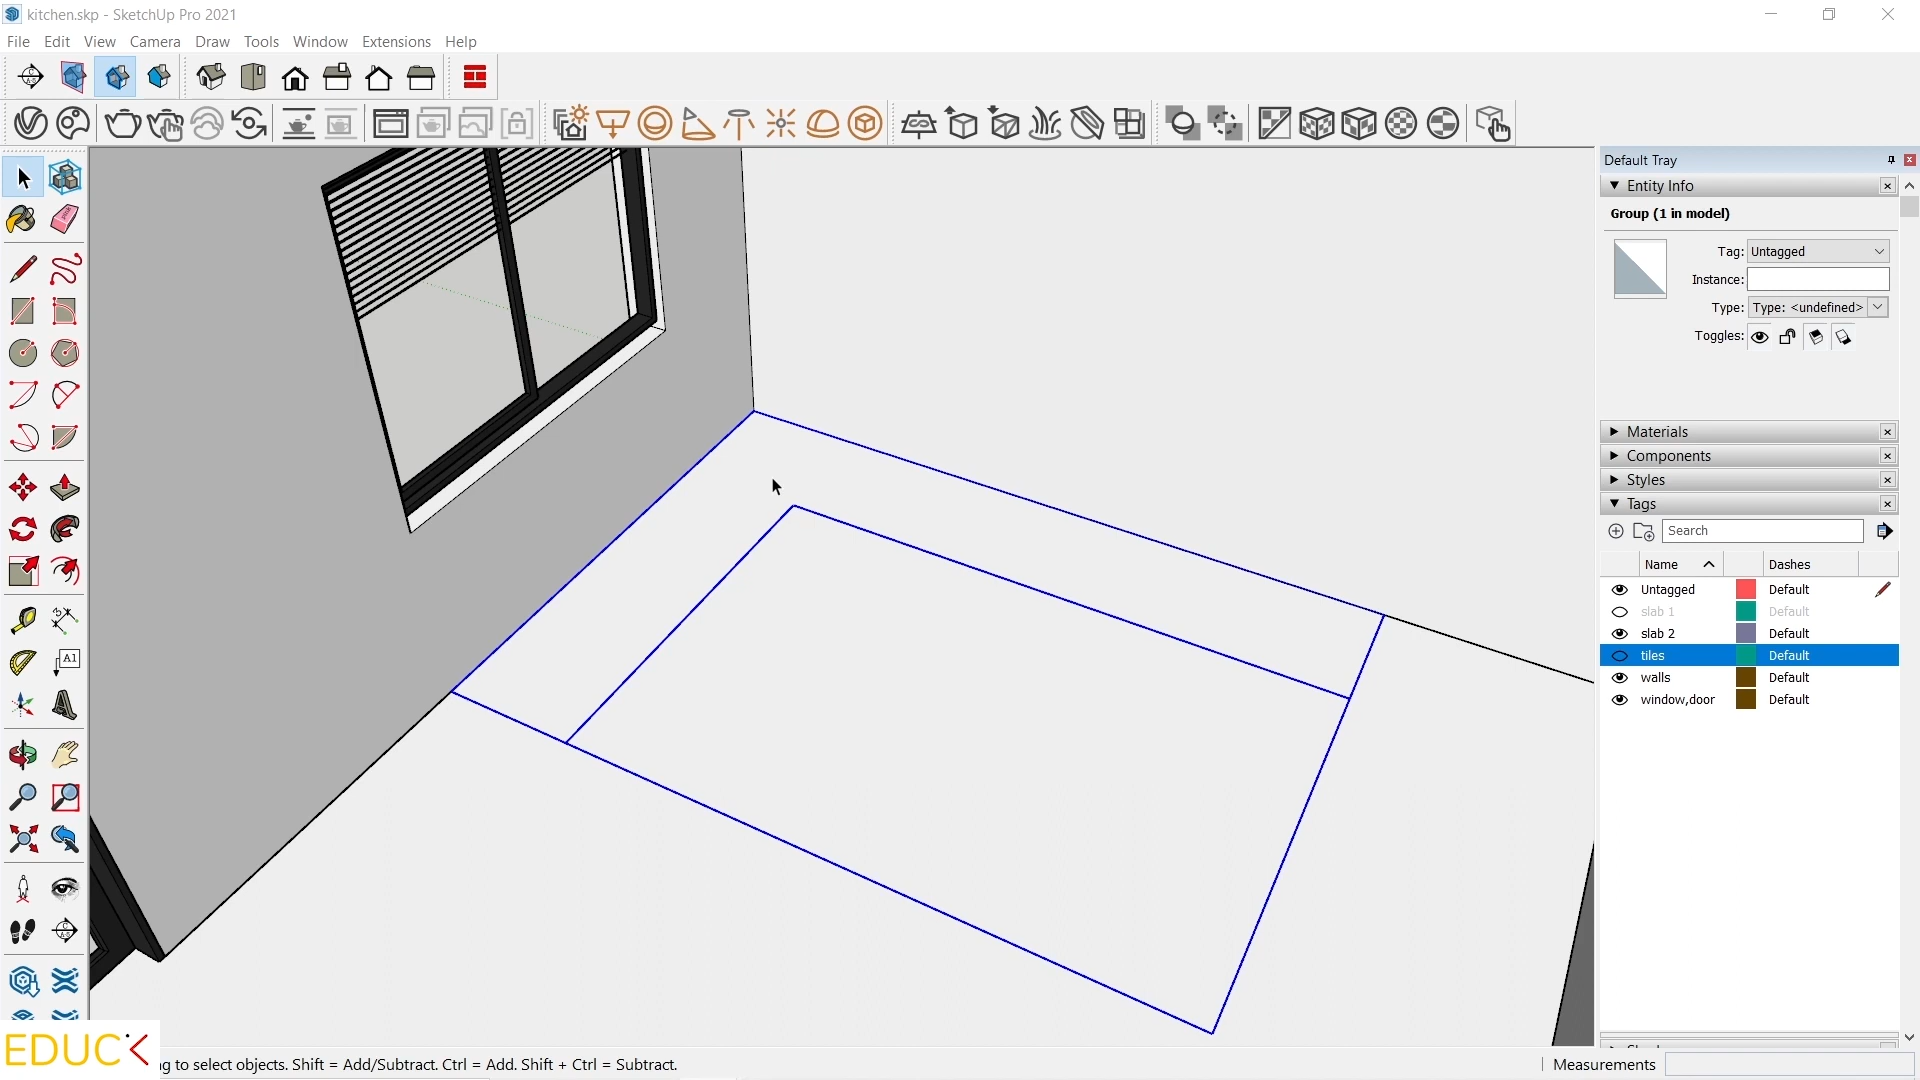 kitchen.skp - SketchUp Pro 2021
File Edit View Camera Draw Tools Window Extensions Help
Default Tray
Entity Info
Group (1 in model)
Tag: Untagged
Instance:
Type: Type: <undefined>
Toggles:
Materials
Components
Styles
Tags
Search
Name Dashes
Untagged Default
slab 1 Default
slab 2 Default
tiles Default
walls Default
window,door Default
A1
EDUC
g to select objects. Shift = Add/Subtract. Ctrl = Add. Shift + Ctrl = Subtract.
Measurements